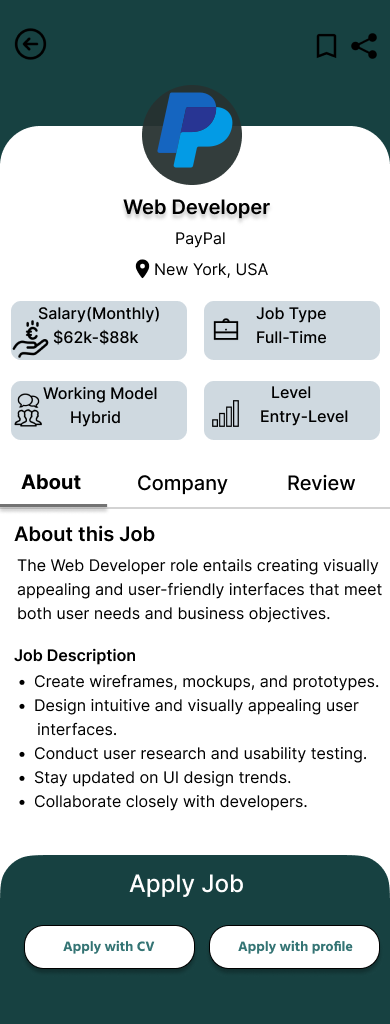 Web Developer
PayPal
New York, USA
Salary(Monthly)
$62k-$88k
Job Type
Full-Time
Working Model
Hybrid
Level
Entry-Level
About
Company
Review
About this Job
The Web Developer role entails creating visually
appealing and user-friendly interfaces that meet
both user needs and business objectives.
Job Description
• Create wireframes, mockups, and prototypes.
• Design intuitive and visually appealing user
interfaces.
• Conduct user research and usability testing.
• Stay updated on UI design trends.
• Collaborate closely with developers.
Apply Job
Apply with CV
Apply with profile